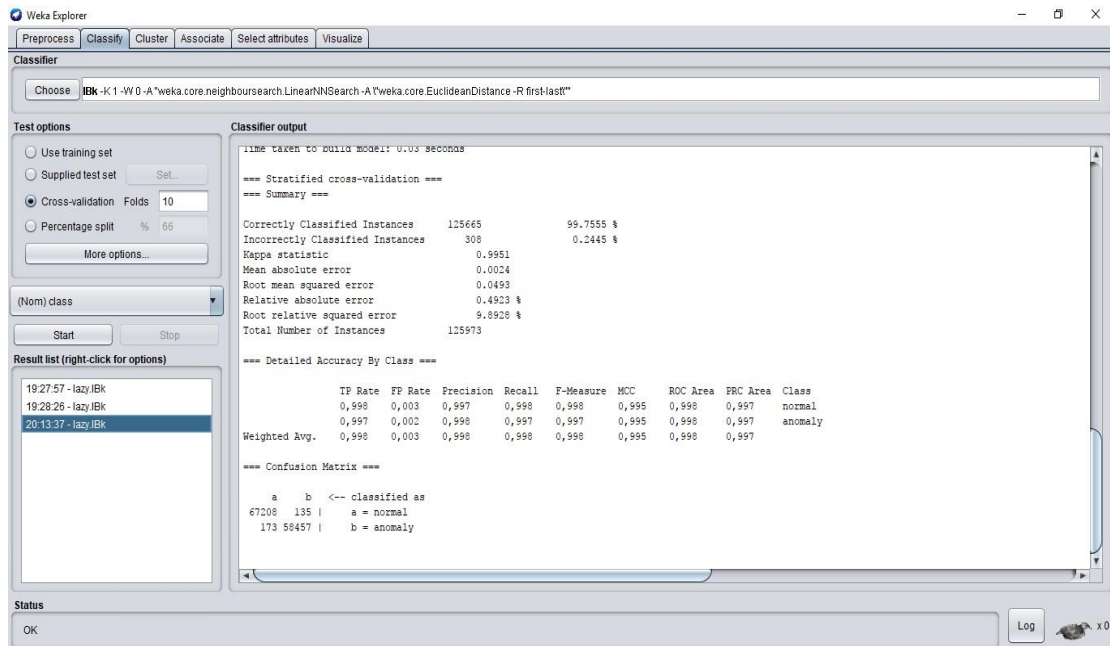 Weka Explorer
Preprocess Classify Cluster Associate Select attributes Visualize
Classifier
Choose IBk -K 1 -W 0 -A "weka.core.neighboursearch.LinearNNSearch -A \"weka.core.EuclideanDistance -R first-last\""
Test options
Use training set
Supplied test set Set...
Cross-validation Folds 10
Percentage split % 66
More options...
(Nom) class
Start Stop
Result list (right-click for options)
19:27:57 - lazy.IBk
19:28:26 - lazy.IBk
20:13:37 - lazy.IBk
Classifier output
Time taken to build model: 0.03 seconds
=== Stratified cross-validation ===
=== Summary ===
Correctly Classified Instances 125665 99.7555 %
Incorrectly Classified Instances 308 0.2445 %
Kappa statistic 0.9951
Mean absolute error 0.0024
Root mean squared error 0.0493
Relative absolute error 0.4923 %
Root relative squared error 9.8928 %
Total Number of Instances 125973
=== Detailed Accuracy By Class ===
TP Rate FP Rate Precision Recall F-Measure MCC ROC Area PRC Area Class
0,998 0,003 0,997 0,998 0,998 0,995 0,998 0,997 normal
0,997 0,002 0,998 0,997 0,997 0,995 0,998 0,997 anomaly
Weighted Avg. 0,998 0,003 0,998 0,998 0,998 0,995 0,998 0,997
=== Confusion Matrix ===
a b <-- classified as
67208 135 | a = normal
173 58457 | b = anomaly
Status
OK
Log
x 0